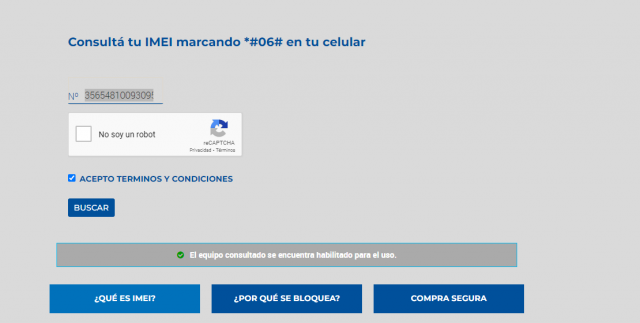 Consultá tu IMEI marcando *#06# en tu celular
Nº 35654810093095
No soy un robot
reCAPTCHA
Privacidad - Términos
ACEPTO TERMINOS Y CONDICIONES
BUSCAR
El equipo consultado se encuentra habilitado para el uso.
¿QUÉ ES IMEI?
¿POR QUÉ SE BLOQUEA?
COMPRA SEGURA